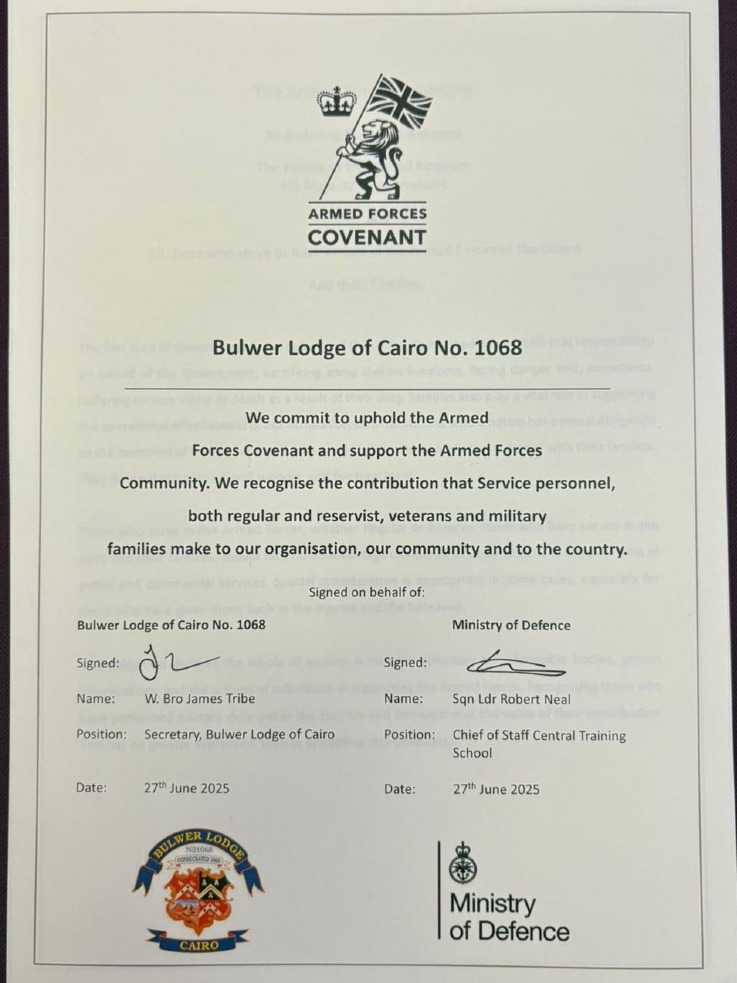 ARMED FORCES
COVENANT
Bulwer Lodge of Cairo No. 1068
We commit to uphold the Armed
Forces Covenant and support the Armed Forces
Community. We recognise the contribution that Service personnel,
both regular and reservist, veterans and military
families make to our organisation, our community and to the country.
Signed on behalf of:
Bulwer Lodge of Cairo No. 1068
Signed:
Name: W. Bro James Tribe
Position: Secretary, Bulwer Lodge of Cairo
Date: 27th June 2025
Ministry of Defence
Signed:
Name: Sqn Ldr Robert Neal
Position: Chief of Staff Central Training
School
Date: 27th June 2025
BULWER LODGE
No1068
CAIRO
Ministry
of Defence